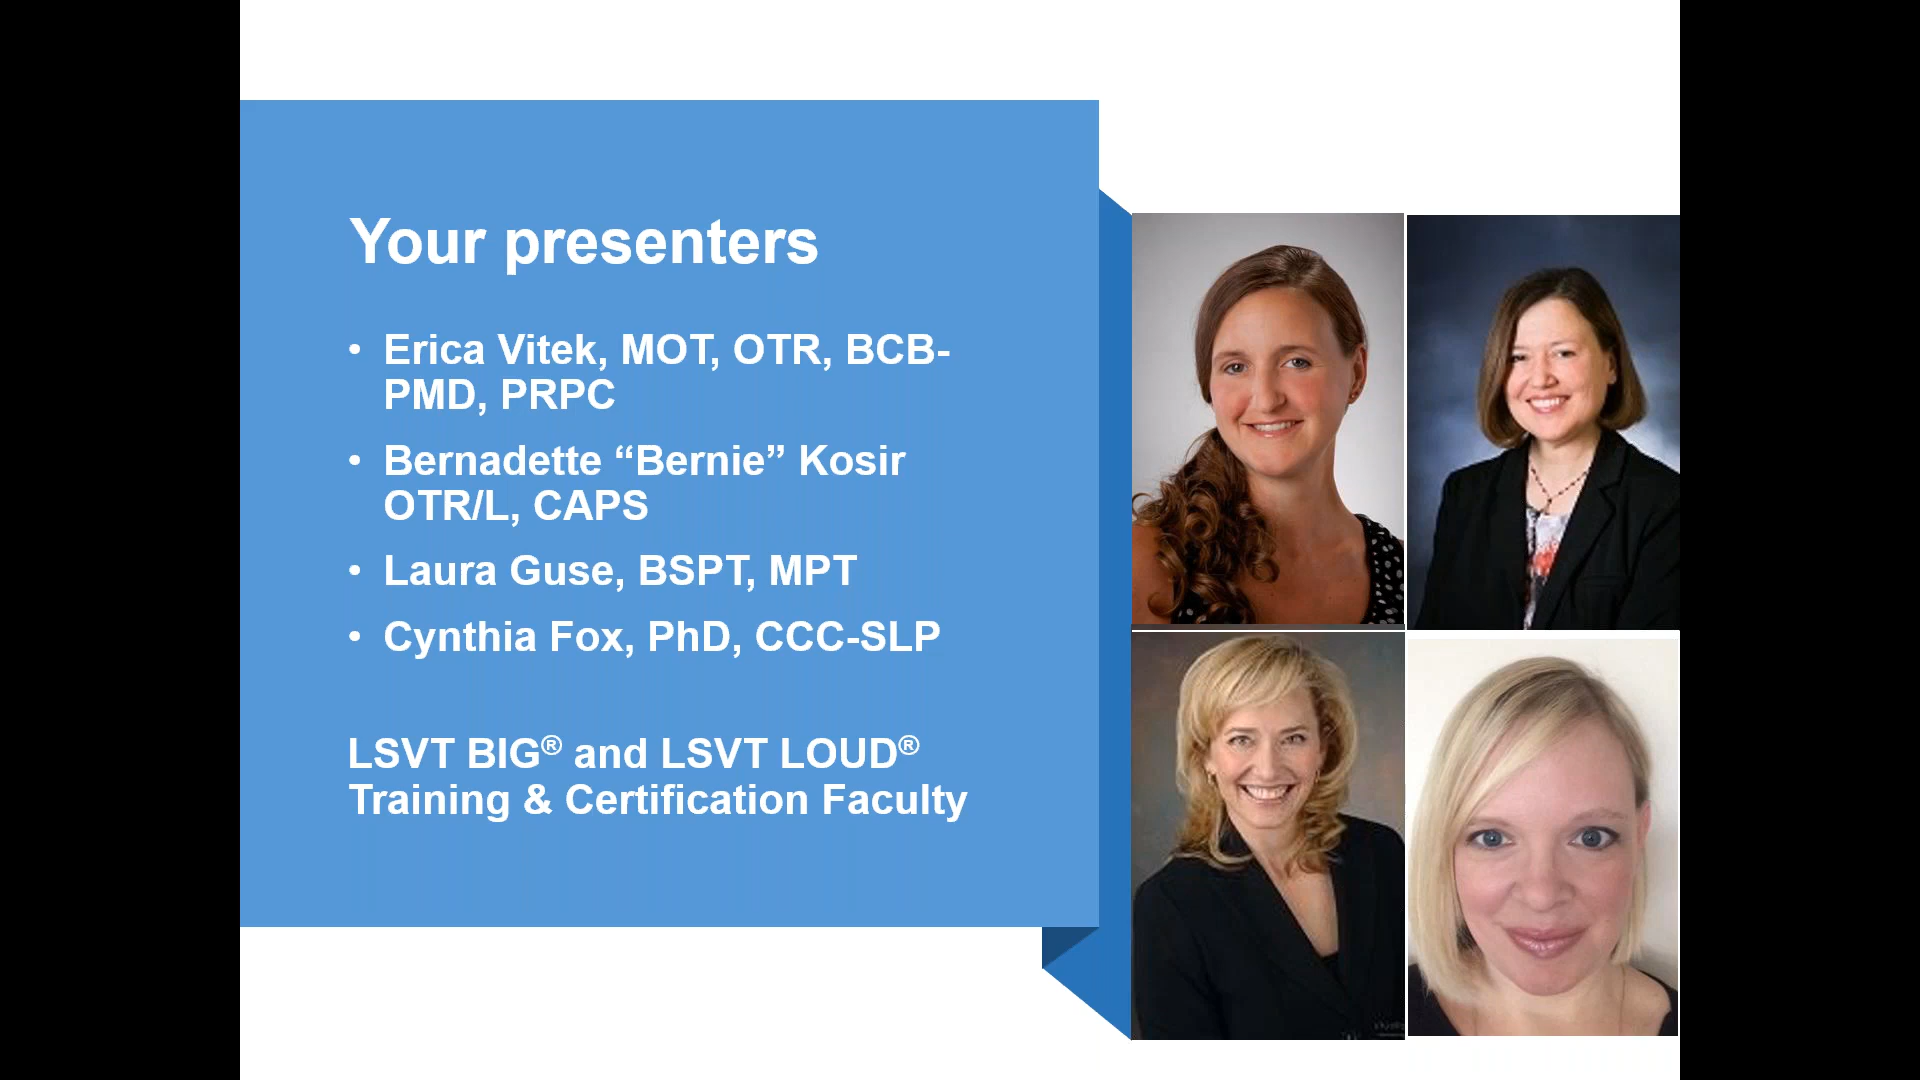 Your presenters
• Erica Vitek, MOT, OTR, BCB-
PMD, PRPC
• Bernadette “Bernie” Kosir
OTR/L, CAPS
• Laura Guse, BSPT, MPT
• Cynthia Fox, PhD, CCC-SLP
LSVT BIG® and LSVT LOUD®
Training & Certification Faculty